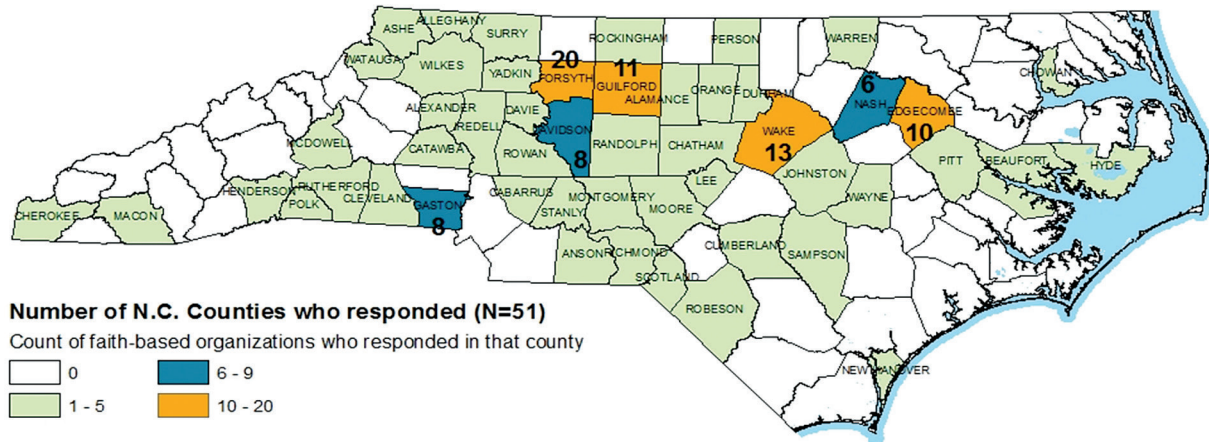 ALLEGHANY
ASHE
SURRY
ROCKINGHAM
PERSON
WARREN
WATAUGA
WILKES
YADKIN
20
FORSYTH
11
GUILFORD
ALAMANCE
ORANGE
DURHAM
6
NASH
EDGECOMBE
10
CHOWAN
ALEXANDER
IREDELL
DAVIE
DAVIDSON
8
RANDOLPH
CHATHAM
WAKE
13
MCDOWELL
CATAWBA
ROWAN
JOHNSTON
PITT
BEAUFORT
HYDE
HENDERSON
RUTHERFORD
POLK
CLEVELAND
GASTON
8
CABARRUS
STANLY
MONTGOMERY
MOORE
LEE
WAYNE
CHEROKEE
MACON
ANSON
RICHMOND
SCOTLAND
CUMBERLAND
SAMPSON
ROBESON
NEW HANOVER
Number of N.C. Counties who responded (N=51)
Count of faith-based organizations who responded in that county
0
6 - 9
1 - 5
10 - 20